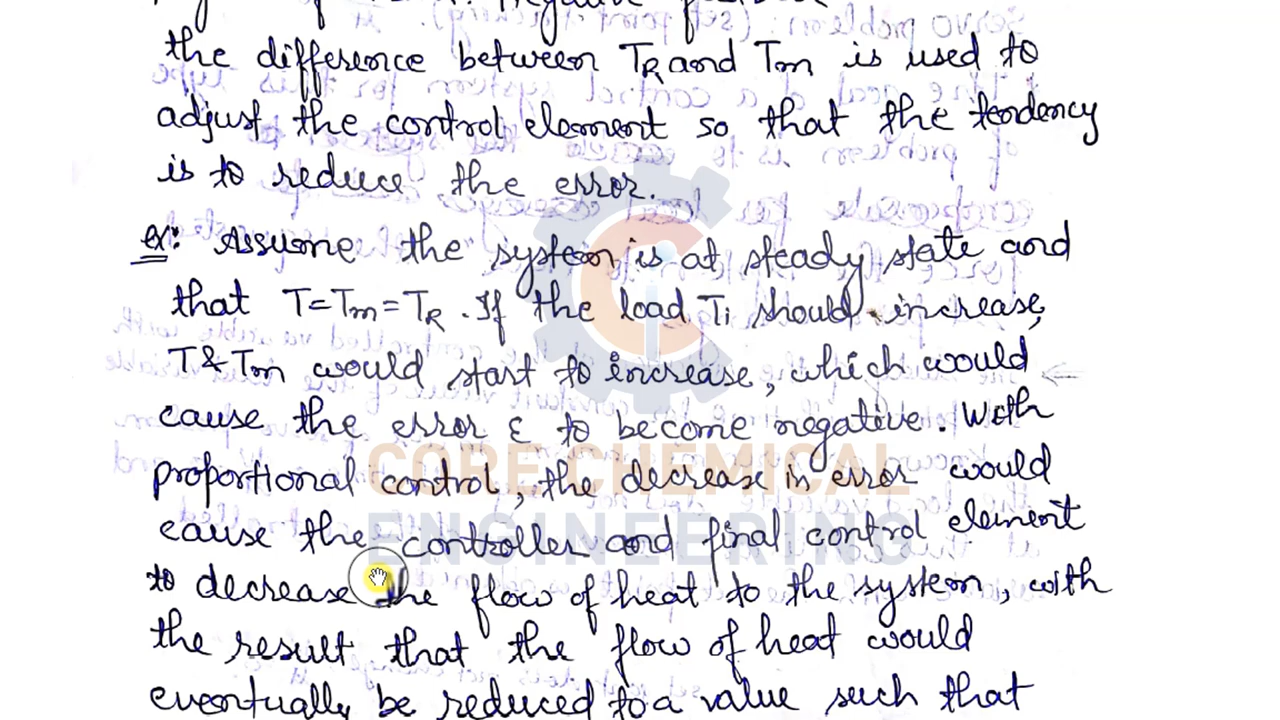 the difference between TR and Tm is used to
adjust the control element so that the tendency
is to reduce the error.
ex: Assume the system is at steady state and
that T=Tm=TR. If the load Ti should increase,
T & Tm would start to increase, which would
cause the error ε to become negative. With
proportional control, the decrease in error would
cause the controller and final control element
to decrease the flow of heat to the system, with
the result that the flow of heat would
eventually be reduced to a value such that
CORE CHEMICAL
ENGINEERING